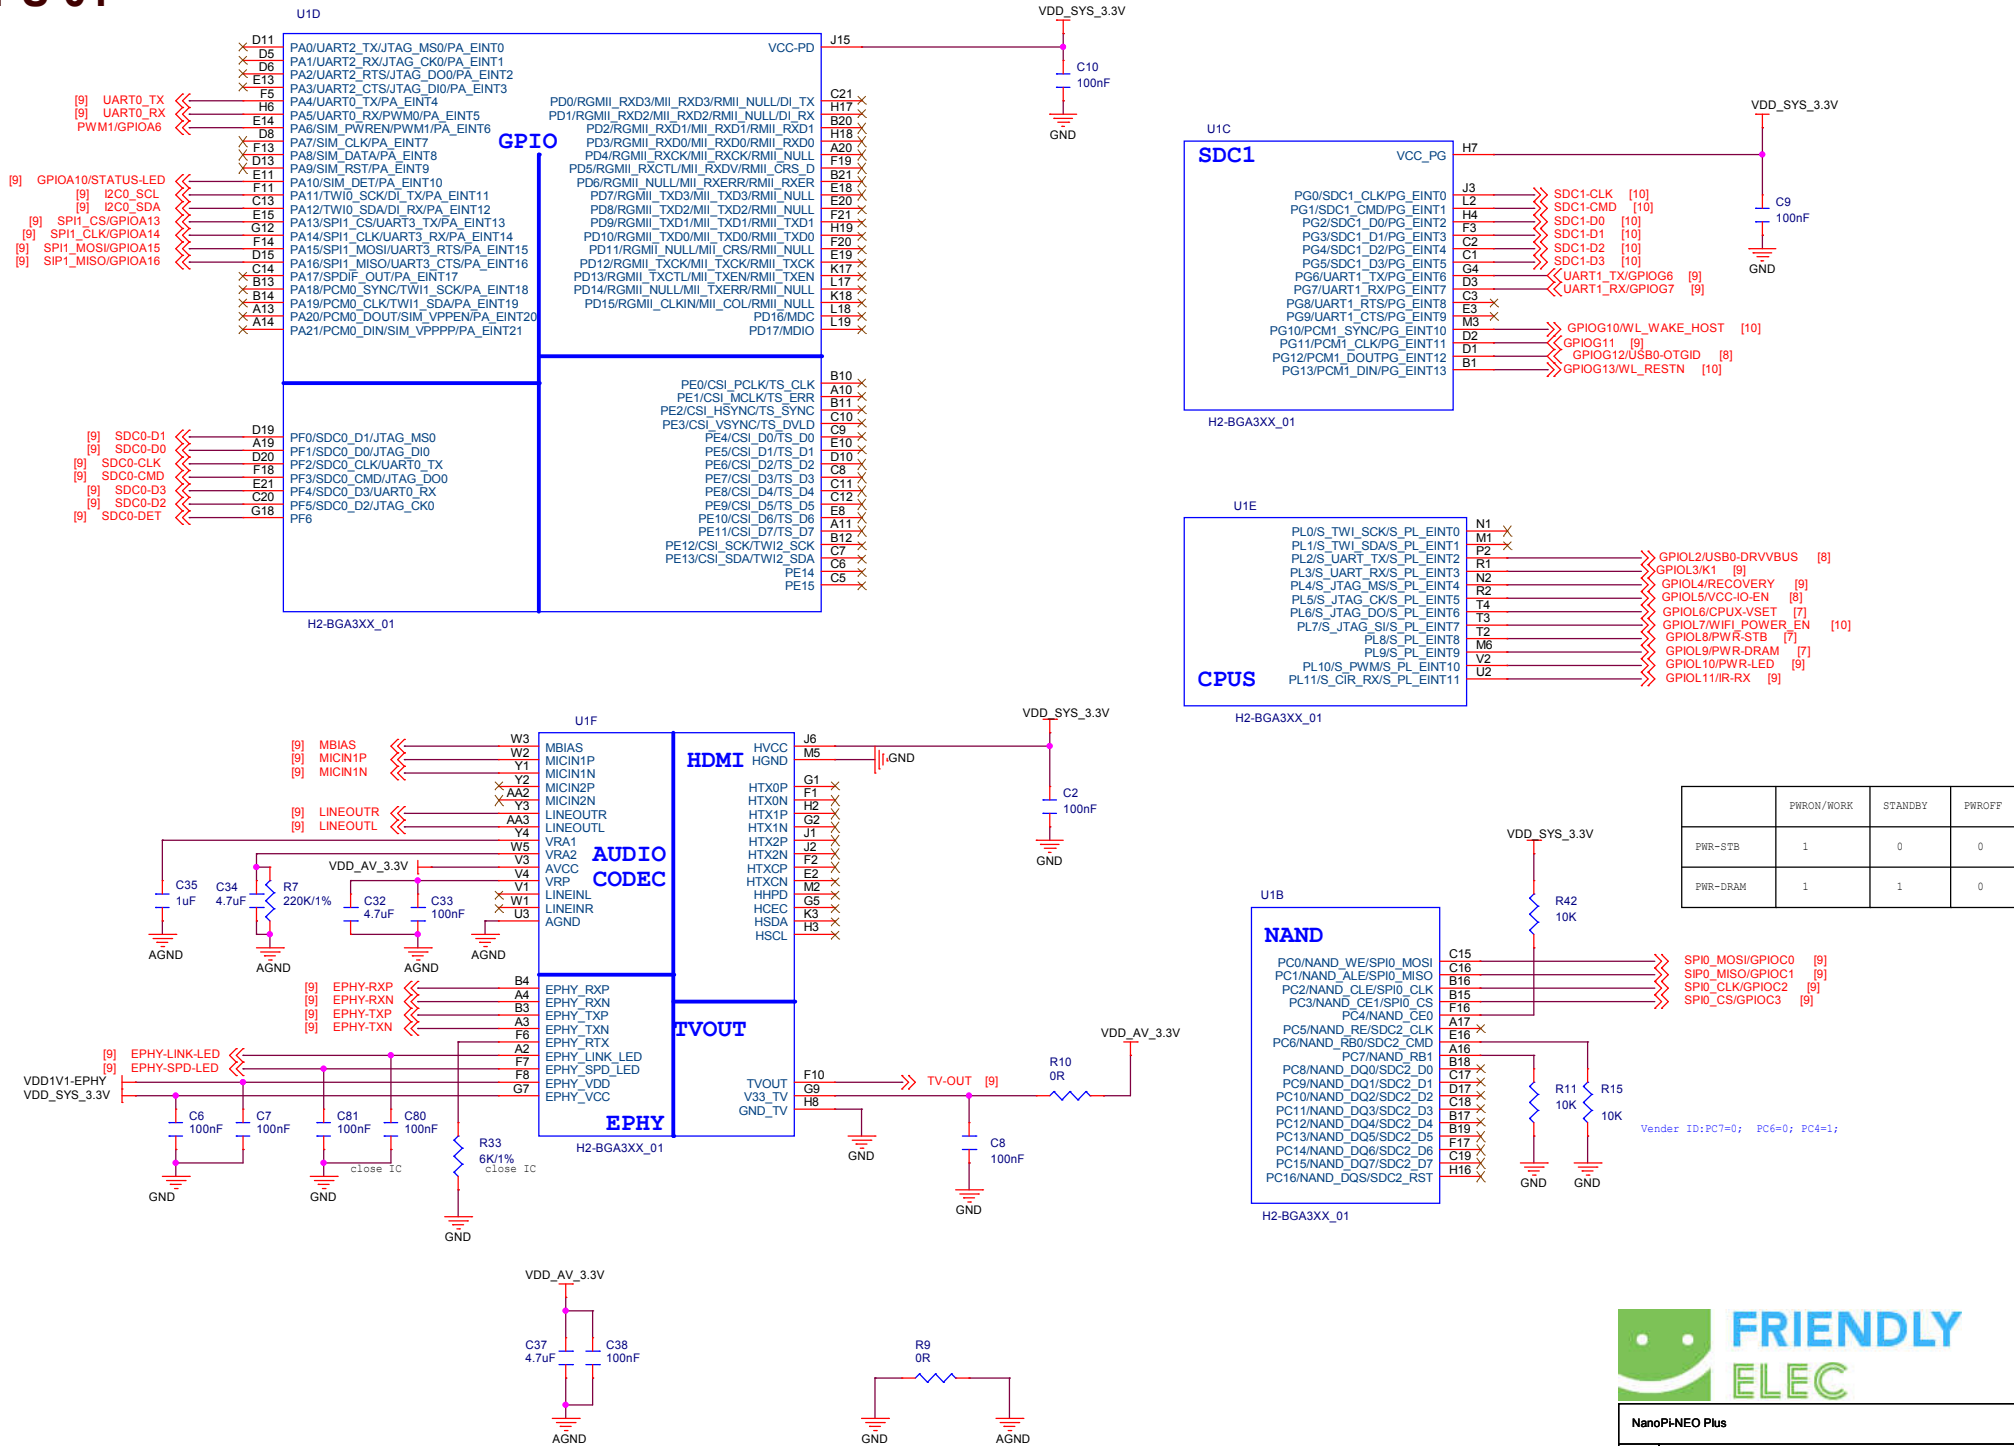 U1D
VDD_SYS_3.3V
D11 PA0/UART2_TX/JTAG_MS0/PA_EINT0
D5 PA1/UART2_RX/JTAG_CK0/PA_EINT1
D6 PA2/UART2_RTS/JTAG_DO0/PA_EINT2
E13 PA3/UART2_CTS/JTAG_DI0/PA_EINT3
[9] UART0_TX F5 PA4/UART0_TX/PA_EINT4
[9] UART0_RX H6 PA5/UART0_RX/PWM0/PA_EINT5
PWM1/GPIOA6 E14 PA6/SIM_PWREN/PWM1/PA_EINT6
D8 PA7/SIM_CLK/PA_EINT7
F13 PA8/SIM_DATA/PA_EINT8
D13 PA9/SIM_RST/PA_EINT9
[9] GPIOA10/STATUS-LED E11 PA10/SIM_DET/PA_EINT10
[9] I2C0_SCL F11 PA11/TWI0_SCK/DI_TX/PA_EINT11
[9] I2C0_SDA C13 PA12/TWI0_SDA/DI_RX/PA_EINT12
[9] SPI1_CS/GPIOA13 E15 PA13/SPI1_CS/UART3_TX/PA_EINT13
[9] SPI1_CLK/GPIOA14 G12 PA14/SPI1_CLK/UART3_RX/PA_EINT14
[9] SPI1_MOSI/GPIOA15 F14 PA15/SPI1_MOSI/UART3_RTS/PA_EINT15
[9] SIP1_MISO/GPIOA16 D15 PA16/SPI1_MISO/UART3_CTS/PA_EINT16
C14 PA17/SPDIF_OUT/PA_EINT17
B13 PA18/PCM0_SYNC/TWI1_SCK/PA_EINT18
B14 PA19/PCM0_CLK/TWI1_SDA/PA_EINT19
A13 PA20/PCM0_DOUT/SIM_VPPEN/PA_EINT20
A14 PA21/PCM0_DIN/SIM_VPPPP/PA_EINT21
GPIO
VCC-PD J15
C10
100nF
GND
PD0/RGMII_RXD3/MII_RXD3/RMII_NULL/DI_TX C21
PD1/RGMII_RXD2/MII_RXD2/RMII_NULL/DI_RX H17
PD2/RGMII_RXD1/MII_RXD1/RMII_RXD1 B20
PD3/RGMII_RXD0/MII_RXD0/RMII_RXD0 H18
PD4/RGMII_RXCK/MII_RXCK/RMII_NULL A20
PD5/RGMII_RXCTL/MII_RXDV/RMII_CRS_D F19
PD6/RGMII_NULL/MII_RXERR/RMII_RXER B21
PD7/RGMII_TXD3/MII_TXD3/RMII_NULL E18
PD8/RGMII_TXD2/MII_TXD2/RMII_NULL E20
PD9/RGMII_TXD1/MII_TXD1/RMII_TXD1 F21
PD10/RGMII_TXD0/MII_TXD0/RMII_TXD0 H19
PD11/RGMII_NULL/MII_CRS/RMII_NULL F20
PD12/RGMII_TXCK/MII_TXCK/RMII_TXCK E19
PD13/RGMII_TXCTL/MII_TXEN/RMII_TXEN K17
PD14/RGMII_NULL/MII_TXERR/RMII_NULL L17
PD15/RGMII_CLKIN/MII_COL/RMII_NULL K18
PD16/MDC L18
PD17/MDIO L19
PE0/CSI_PCLK/TS_CLK B10
PE1/CSI_MCLK/TS_ERR A10
PE2/CSI_HSYNC/TS_SYNC B11
PE3/CSI_VSYNC/TS_DVLD C10
PE4/CSI_D0/TS_D0 C9
PE5/CSI_D1/TS_D1 E10
PE6/CSI_D2/TS_D2 D10
PE7/CSI_D3/TS_D3 C8
PE8/CSI_D4/TS_D4 C11
PE9/CSI_D5/TS_D5 C12
PE10/CSI_D6/TS_D6 E8
PE11/CSI_D7/TS_D7 A11
PE12/CSI_SCK/TWI2_SCK B12
PE13/CSI_SDA/TWI2_SDA C7
PE14 C6
PE15 C5
[9] SDC0-D1 D19 PF0/SDC0_D1/JTAG_MS0
[9] SDC0-D0 A19 PF1/SDC0_D0/JTAG_DI0
[9] SDC0-CLK D20 PF2/SDC0_CLK/UART0_TX
[9] SDC0-CMD F18 PF3/SDC0_CMD/JTAG_DO0
[9] SDC0-D3 E21 PF4/SDC0_D3/UART0_RX
[9] SDC0-D2 C20 PF5/SDC0_D2/JTAG_CK0
[9] SDC0-DET G18 PF6
H2-BGA3XX_01
U1C
SDC1
VDD_SYS_3.3V
VCC_PG H7
C9
100nF
GND
PG0/SDC1_CLK/PG_EINT0 J3 SDC1-CLK [10]
PG1/SDC1_CMD/PG_EINT1 L2 SDC1-CMD [10]
PG2/SDC1_D0/PG_EINT2 H4 SDC1-D0 [10]
PG3/SDC1_D1/PG_EINT3 F3 SDC1-D1 [10]
PG4/SDC1_D2/PG_EINT4 C2 SDC1-D2 [10]
PG5/SDC1_D3/PG_EINT5 C1 SDC1-D3 [10]
PG6/UART1_TX/PG_EINT6 G4 UART1_TX/GPIOG6 [9]
PG7/UART1_RX/PG_EINT7 D3 UART1_RX/GPIOG7 [9]
PG8/UART1_RTS/PG_EINT8 C3
PG9/UART1_CTS/PG_EINT9 E3
PG10/PCM1_SYNC/PG_EINT10 M3 GPIOG10/WL_WAKE_HOST [10]
PG11/PCM1_CLK/PG_EINT11 D2 GPIOG11 [9]
PG12/PCM1_DOUTPG_EINT12 D1 GPIOG12/USB0-OTGID [8]
PG13/PCM1_DIN/PG_EINT13 B1 GPIOG13/WL_RESTN [10]
H2-BGA3XX_01
U1E
PL0/S_TWI_SCK/S_PL_EINT0 N1
PL1/S_TWI_SDA/S_PL_EINT1 M1
PL2/S_UART_TX/S_PL_EINT2 P2 GPIOL2/USB0-DRVVBUS [8]
PL3/S_UART_RX/S_PL_EINT3 R1 GPIOL3/K1 [9]
PL4/S_JTAG_MS/S_PL_EINT4 N2 GPIOL4/RECOVERY [9]
PL5/S_JTAG_CK/S_PL_EINT5 R2 GPIOL5/VCC-IO-EN [8]
PL6/S_JTAG_DO/S_PL_EINT6 T4 GPIOL6/CPUX-VSET [7]
PL7/S_JTAG_SI/S_PL_EINT7 T3 GPIOL7/WIFI_POWER_EN [10]
PL8/S_PL_EINT8 T2 GPIOL8/PWR-STB [7]
PL9/S_PL_EINT9 M6 GPIOL9/PWR-DRAM [7]
PL10/S_PWM/S_PL_EINT10 V2 GPIOL10/PWR-LED [9]
PL11/S_CIR_RX/S_PL_EINT11 U2 GPIOL11/IR-RX [9]
CPUS
H2-BGA3XX_01
U1F
[9] MBIAS W3 MBIAS
[9] MICIN1P W2 MICIN1P
[9] MICIN1N Y1 MICIN1N
Y2 MICIN2P
AA2 MICIN2N
[9] LINEOUTR Y3 LINEOUTR
[9] LINEOUTL AA3 LINEOUTL
Y4 VRA1
W5 VRA2
VDD_AV_3.3V V3 AVCC
V4 VRP
V1 LINEINL
W1 LINEINR
U3 AGND
AUDIO
CODEC
C35
1uF
C34
4.7uF
R7
220K/1%
C32
4.7uF
C33
100nF
AGND
AGND
AGND
AGND
HDMI
VDD_SYS_3.3V
HVCC J6
HGND M5 GND
HTX0P G1
HTX0N F1
HTX1P H2
HTX1N G2
HTX2P J1
HTX2N J2
HTXCP F2
HTXCN E2
HHPD M2
HCEC G5
HSDA K3
HSCL H3
C2
100nF
GND
[9] EPHY-RXP B4 EPHY_RXP
[9] EPHY-RXN A4 EPHY_RXN
[9] EPHY-TXP B3 EPHY_TXP
[9] EPHY-TXN A3 EPHY_TXN
F6 EPHY_RTX
[9] EPHY-LINK-LED A2 EPHY_LINK_LED
[9] EPHY-SPD-LED F7 EPHY_SPD_LED
VDD1V1-EPHY F8 EPHY_VDD
VDD_SYS_3.3V G7 EPHY_VCC
EPHY
C6
100nF
C7
100nF
C81
100nF
C80
100nF
close IC
R33
6K/1%
close IC
GND
GND
GND
H2-BGA3XX_01
TVOUT
TVOUT F10 TV-OUT [9]
V33_TV G9
GND_TV H8
GND
R10
0R
VDD_AV_3.3V
C8
100nF
GND
PWRON/WORK STANDBY PWROFF
PWR-STB 1 0 0
PWR-DRAM 1 1 0
U1B
NAND
VDD_SYS_3.3V
R42
10K
PC0/NAND_WE/SPI0_MOSI C15 SPI0_MOSI/GPIOC0 [9]
PC1/NAND_ALE/SPI0_MISO C16 SIP0_MISO/GPIOC1 [9]
PC2/NAND_CLE/SPI0_CLK B16 SPI0_CLK/GPIOC2 [9]
PC3/NAND_CE1/SPI0_CS B15 SPI0_CS/GPIOC3 [9]
PC4/NAND_CE0 F16
PC5/NAND_RE/SDC2_CLK A17
PC6/NAND_RB0/SDC2_CMD E16
PC7/NAND_RB1 A16
PC8/NAND_DQ0/SDC2_D0 B18
PC9/NAND_DQ1/SDC2_D1 C17
PC10/NAND_DQ2/SDC2_D2 D17
PC11/NAND_DQ3/SDC2_D3 C18
PC12/NAND_DQ4/SDC2_D4 B17
PC13/NAND_DQ5/SDC2_D5 B19
PC14/NAND_DQ6/SDC2_D6 F17
PC15/NAND_DQ7/SDC2_D7 C19
PC16/NAND_DQS/SDC2_RST H16
R11
10K
R15
10K
GND
GND
Vender ID:PC7=0; PC6=0; PC4=1;
H2-BGA3XX_01
VDD_AV_3.3V
C37
4.7uF
C38
100nF
AGND
R9
0R
GND
AGND
FRIENDLY
ELEC
NanoPi-NEO Plus